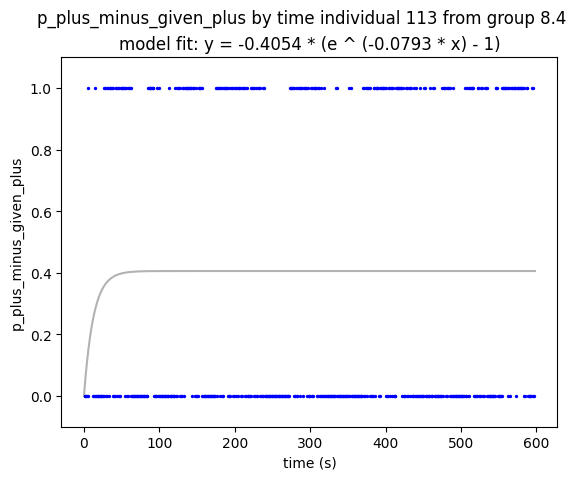 p_plus_minus_given_plus by time individual 113 from group 8.4
model fit: y = -0.4054 * (e ^ (-0.0793 * x) - 1)
p_plus_minus_given_plus
1.0
0.8
0.6
0.4
0.2
0.0
0 100 200 300 400 500 600
time (s)